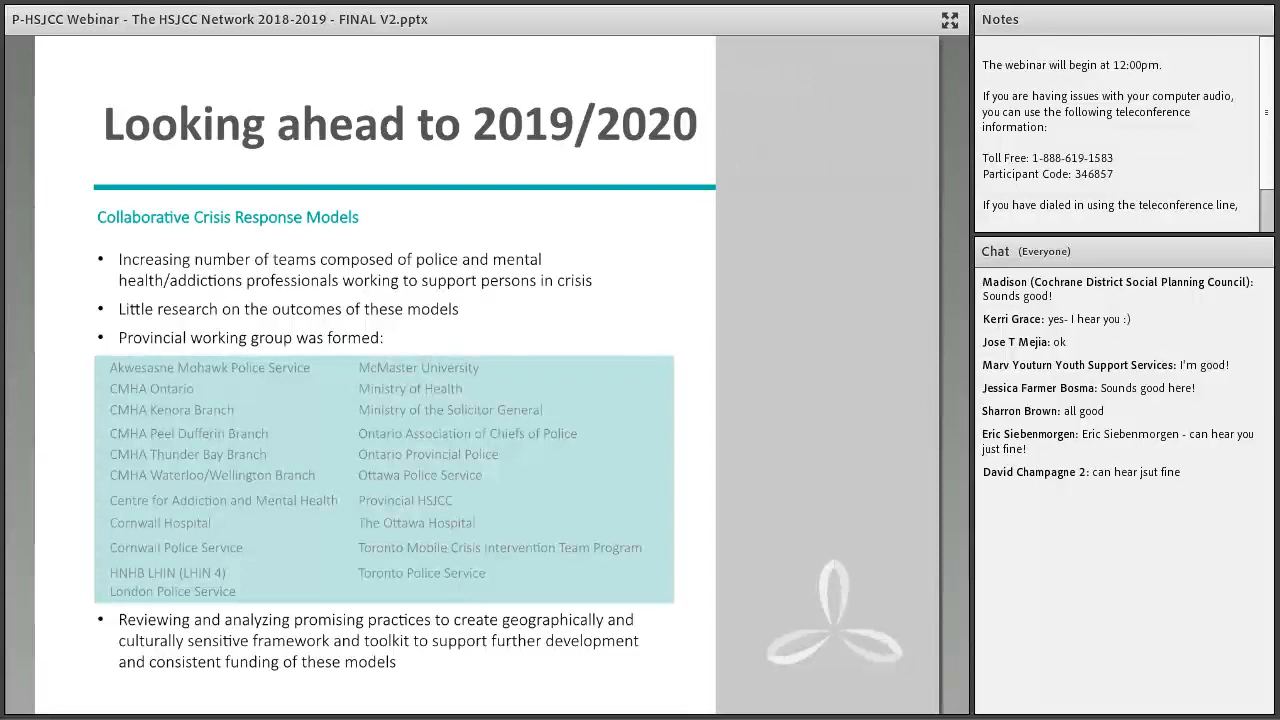 P-HSJCC Webinar - The HSJCC Network 2018-2019 - FINAL V2.pptx
Looking ahead to 2019/2020
Collaborative Crisis Response Models
• Increasing number of teams composed of police and mental
health/addictions professionals working to support persons in crisis
• Little research on the outcomes of these models
• Provincial working group was formed:
Akwesasne Mohawk Police Service
CMHA Ontario
CMHA Kenora Branch
CMHA Peel Dufferin Branch
CMHA Thunder Bay Branch
CMHA Waterloo/Wellington Branch
Centre for Addiction and Mental Health
Cornwall Hospital
Cornwall Police Service
HNHB LHIN (LHIN 4)
London Police Service
McMaster University
Ministry of Health
Ministry of the Solicitor General
Ontario Association of Chiefs of Police
Ontario Provincial Police
Ottawa Police Service
Provincial HSJCC
The Ottawa Hospital
Toronto Mobile Crisis Intervention Team Program
Toronto Police Service
• Reviewing and analyzing promising practices to create geographically and
culturally sensitive framework and toolkit to support further development
and consistent funding of these models
Notes
The webinar will begin at 12:00pm.
If you are having issues with your computer audio,
you can use the following teleconference
information:
Toll Free: 1-888-619-1583
Participant Code: 346857
If you have dialed in using the teleconference line,
Chat (Everyone)
Madison (Cochrane District Social Planning Council):
Sounds good!
Kerri Grace: yes- I hear you :)
Jose T Mejia: ok
Marv Youturn Youth Support Services: I'm good!
Jessica Farmer Bosma: Sounds good here!
Sharron Brown: all good
Eric Siebenmorgen: Eric Siebenmorgen - can hear you
just fine!
David Champagne 2: can hear jsut fine